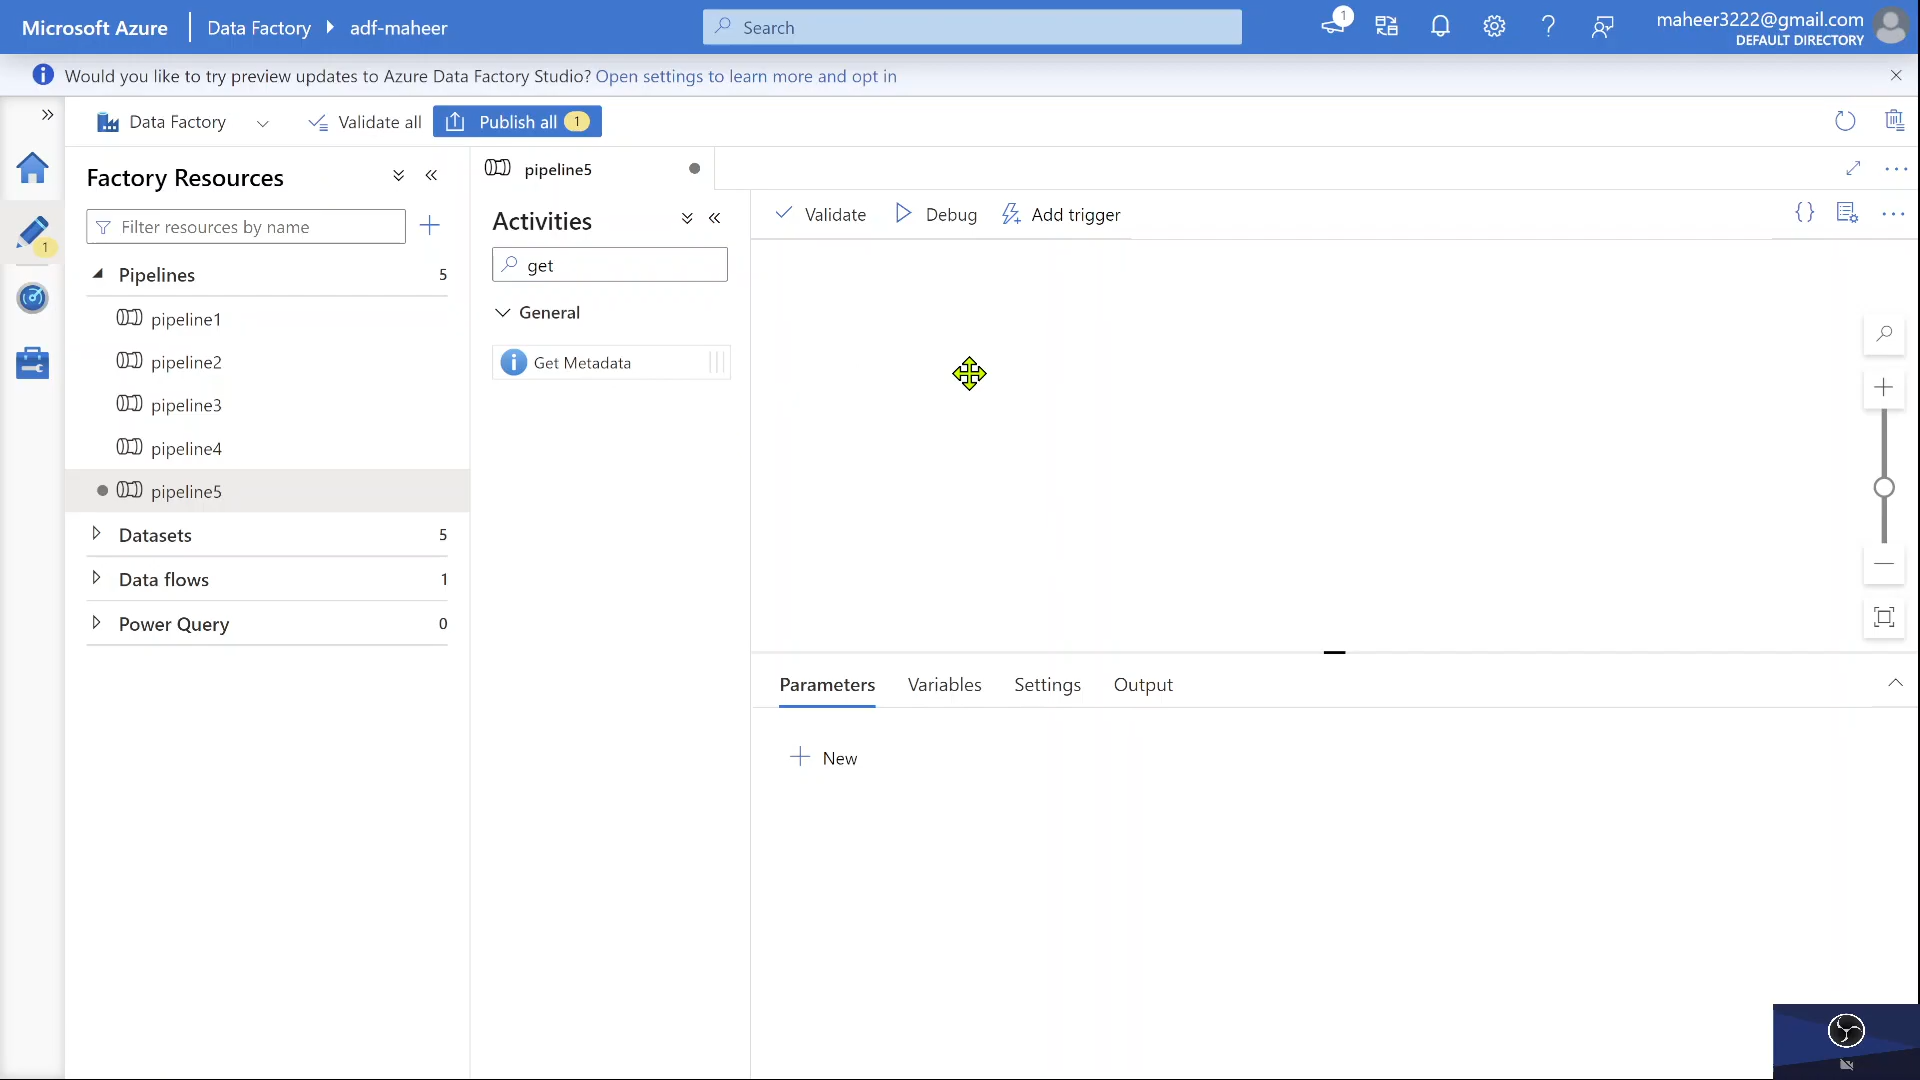 Microsoft Azure
Data Factory
adf-maheer
Search
1
maheer3222@gmail.com
DEFAULT DIRECTORY
Would you like to try preview updates to Azure Data Factory Studio? Open settings to learn more and opt in
Data Factory
Validate all
Publish all 1
1
Factory Resources
Filter resources by name
Pipelines 5
pipeline1
pipeline2
pipeline3
pipeline4
pipeline5
Datasets 5
Data flows 1
Power Query 0
pipeline5
Activities
get
General
Get Metadata
Validate
Debug
Add trigger
Parameters
Variables
Settings
Output
New